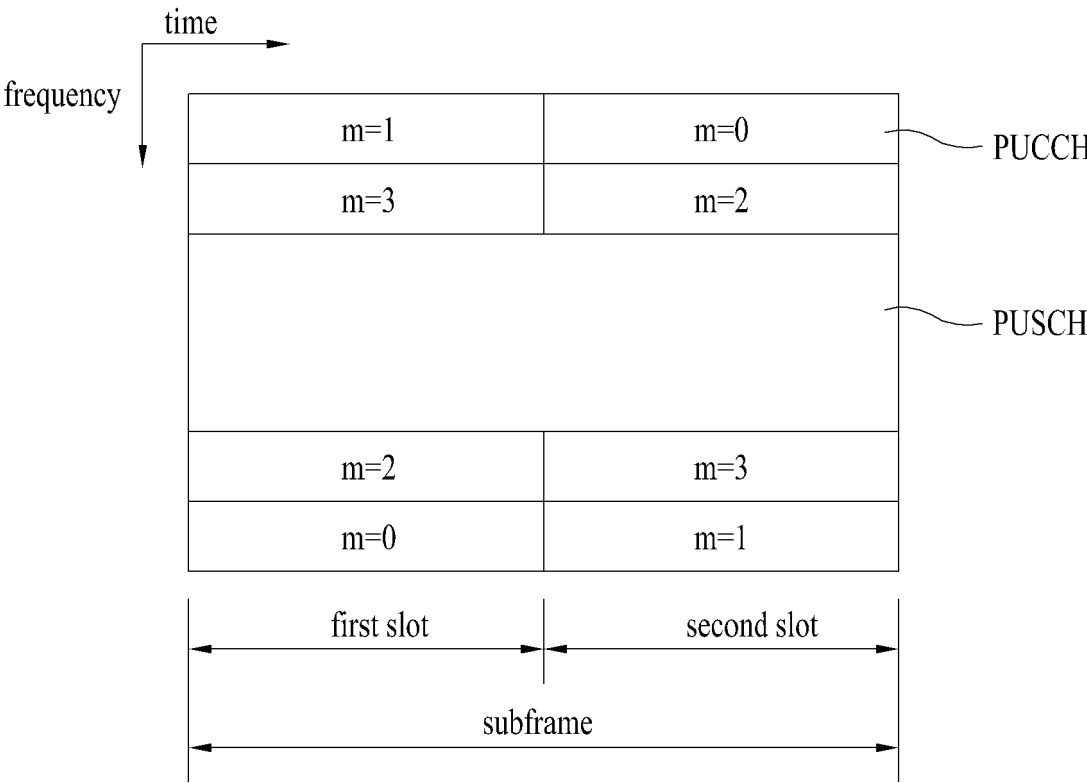 time
frequency
m=1 m=0
PUCCH
m=3 m=2
PUSCH
m=2 m=3
m=0 m=1
first slot second slot
subframe